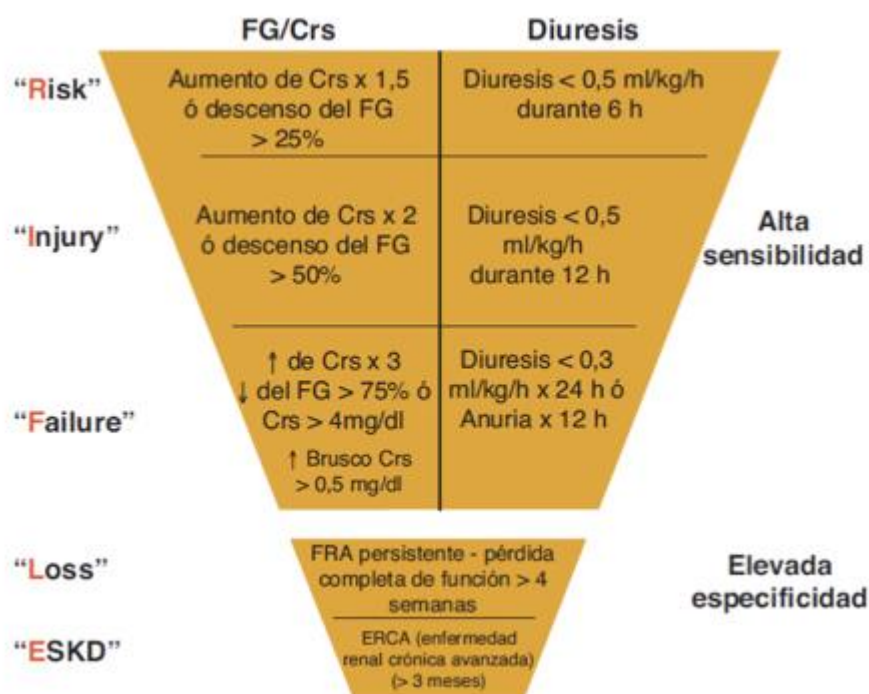 FG/Crs
Diuresis
“Risk”
Aumento de Crs x 1,5
ó descenso del FG
> 25%
Diuresis < 0,5 ml/kg/h
durante 6 h
“Injury”
Aumento de Crs x 2
ó descenso del FG
> 50%
Diuresis < 0,5
ml/kg/h
durante 12 h
Alta
sensibilidad
“Failure”
↑ de Crs x 3
↓ del FG > 75% ó
Crs > 4mg/dl
↑ Brusco Crs
> 0,5 mg/dl
Diuresis < 0,3
ml/kg/h x 24 h ó
Anuria x 12 h
“Loss”
FRA persistente - pérdida
completa de función > 4
semanas
Elevada
especificidad
“ESKD”
ERCA (enfermedad
renal crónica avanzada)
(> 3 meses)